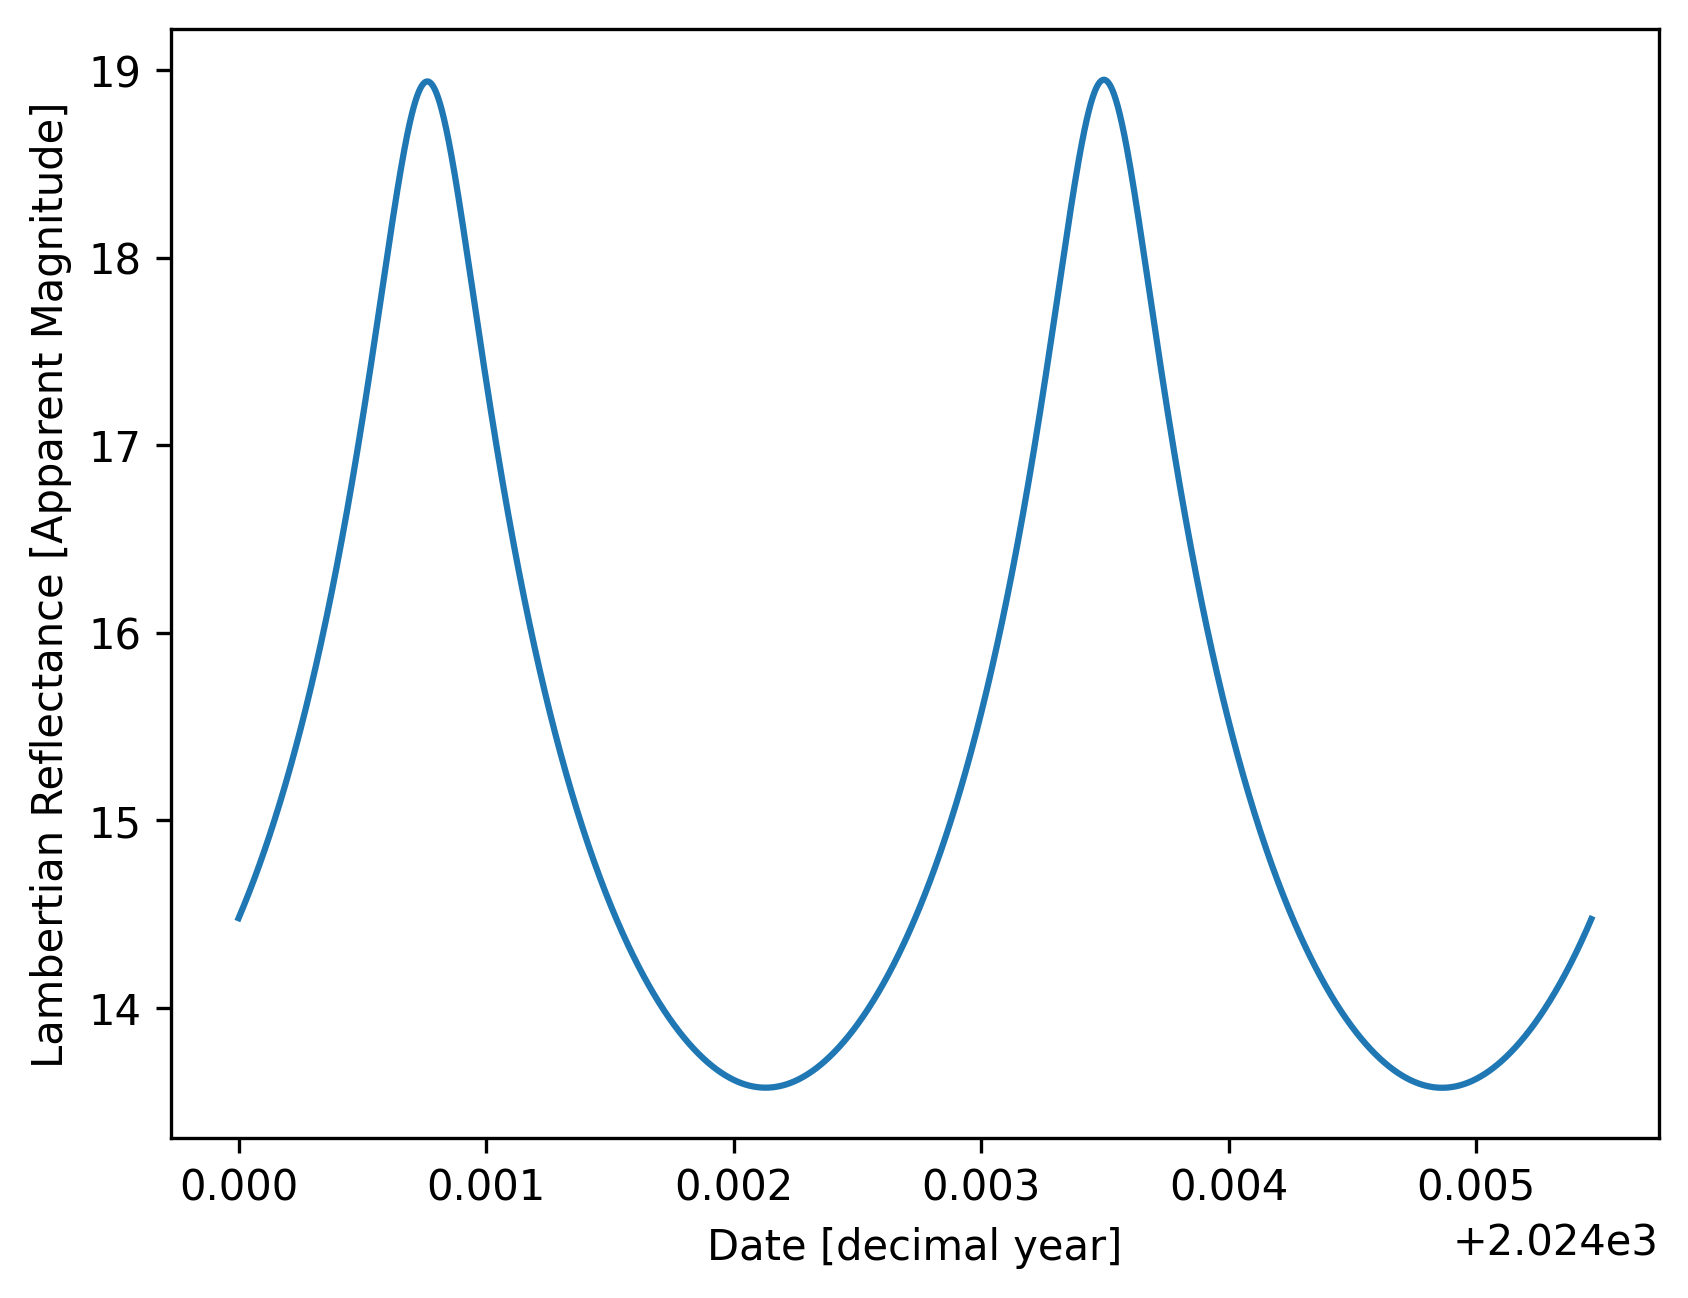 19
18
17
16
15
14
Lambertian Reflectance [Apparent Magnitude]
0.000 0.001 0.002 0.003 0.004 0.005
+2.024e3
Date [decimal year]